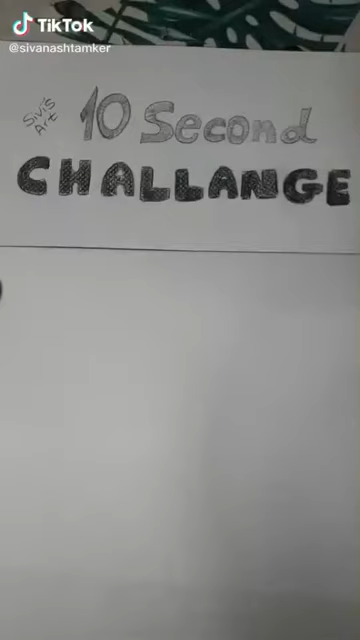 TikTok
@sivanashtamker
Sivi's
Art
10 Second
CHALLANGE